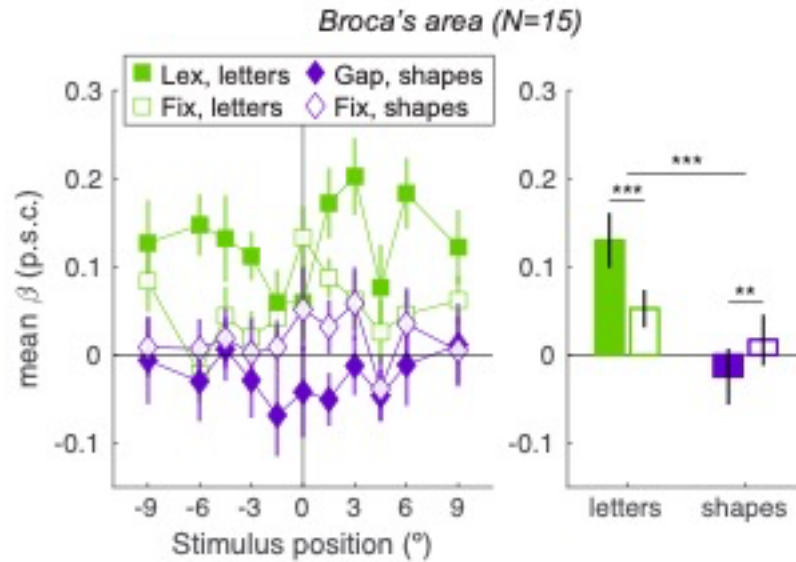 Broca's area (N=15)
Lex, letters
Gap, shapes
Fix, letters
Fix, shapes
mean β (p.s.c.)
0.3
0.2
0.1
0
-0.1
-9 -6 -3 0 3 6 9
Stimulus position (°)
0.3
0.2
0.1
0
-0.1
***
***
**
letters shapes